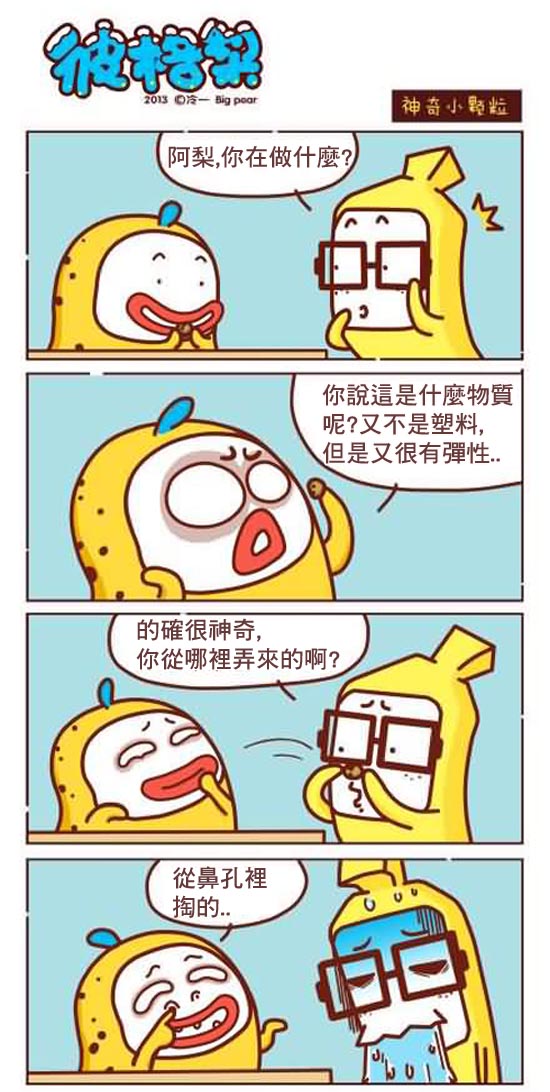 彼格梨
2013 ©冷一 Big pear
神奇小顆粒
阿梨,你在做什麼?
你說這是什麼物質
呢?又不是塑料,
但是又很有彈性..
的確很神奇,
你從哪裡弄來的啊?
從鼻孔裡
掏的..